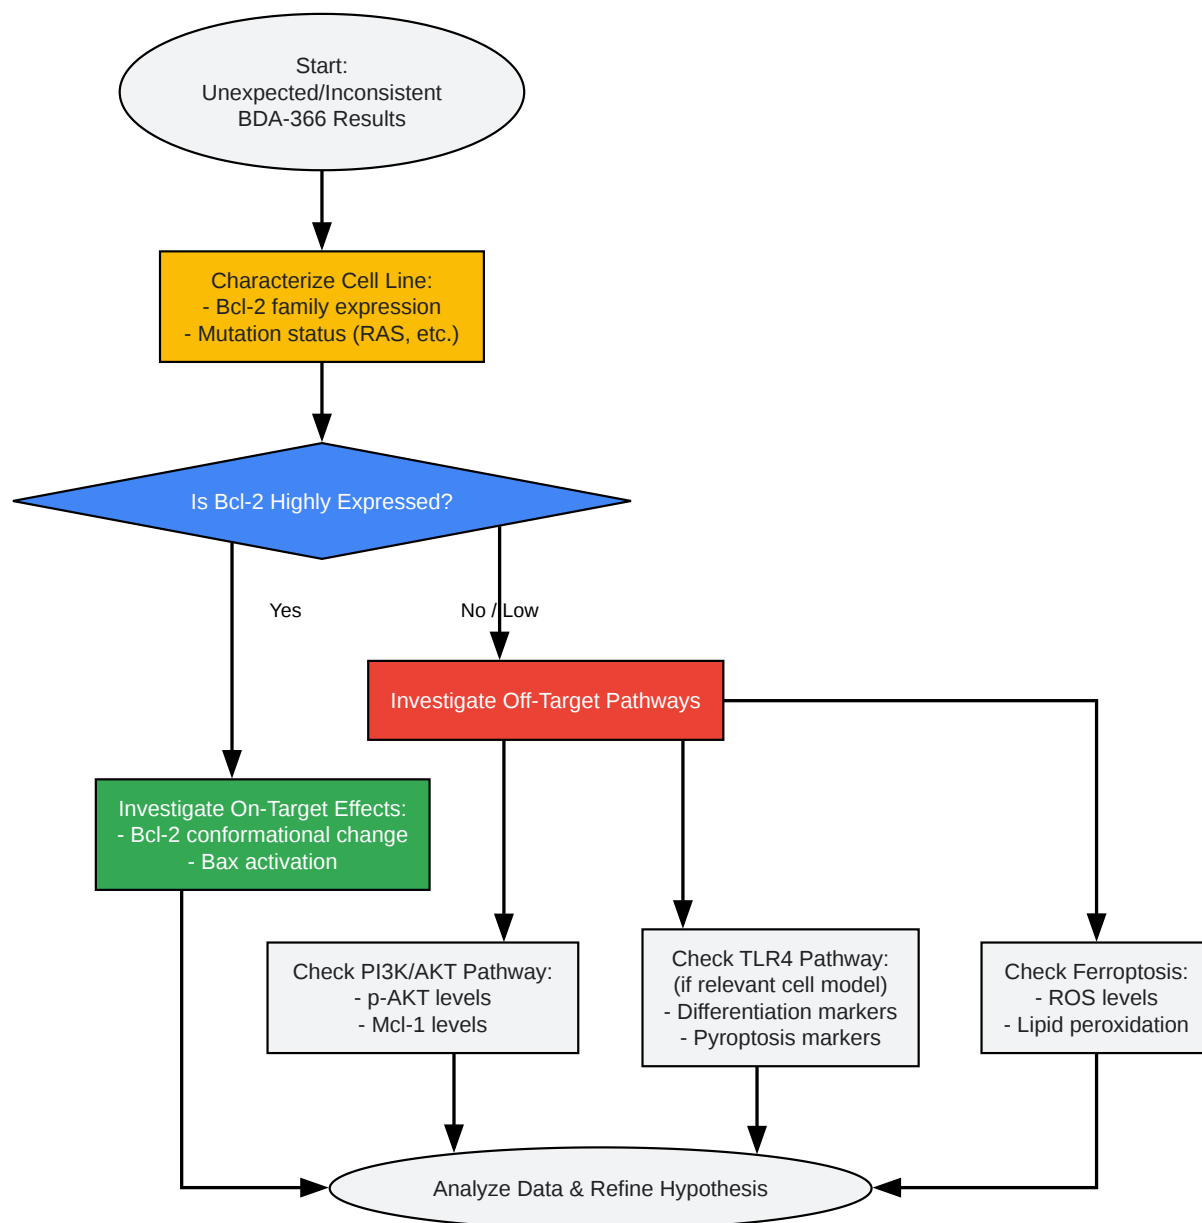 Start:
Unexpected/Inconsistent
BDA-366 Results
Characterize Cell Line:
- Bcl-2 family expression
- Mutation status (RAS, etc.)
Is Bcl-2 Highly Expressed?
Yes
No / Low
Investigate Off-Target Pathways
Investigate On-Target Effects:
- Bcl-2 conformational change
- Bax activation
Check PI3K/AKT Pathway:
- p-AKT levels
- Mcl-1 levels
Check TLR4 Pathway:
(if relevant cell model)
- Differentiation markers
- Pyroptosis markers
Check Ferroptosis:
- ROS levels
- Lipid peroxidation
Analyze Data & Refine Hypothesis